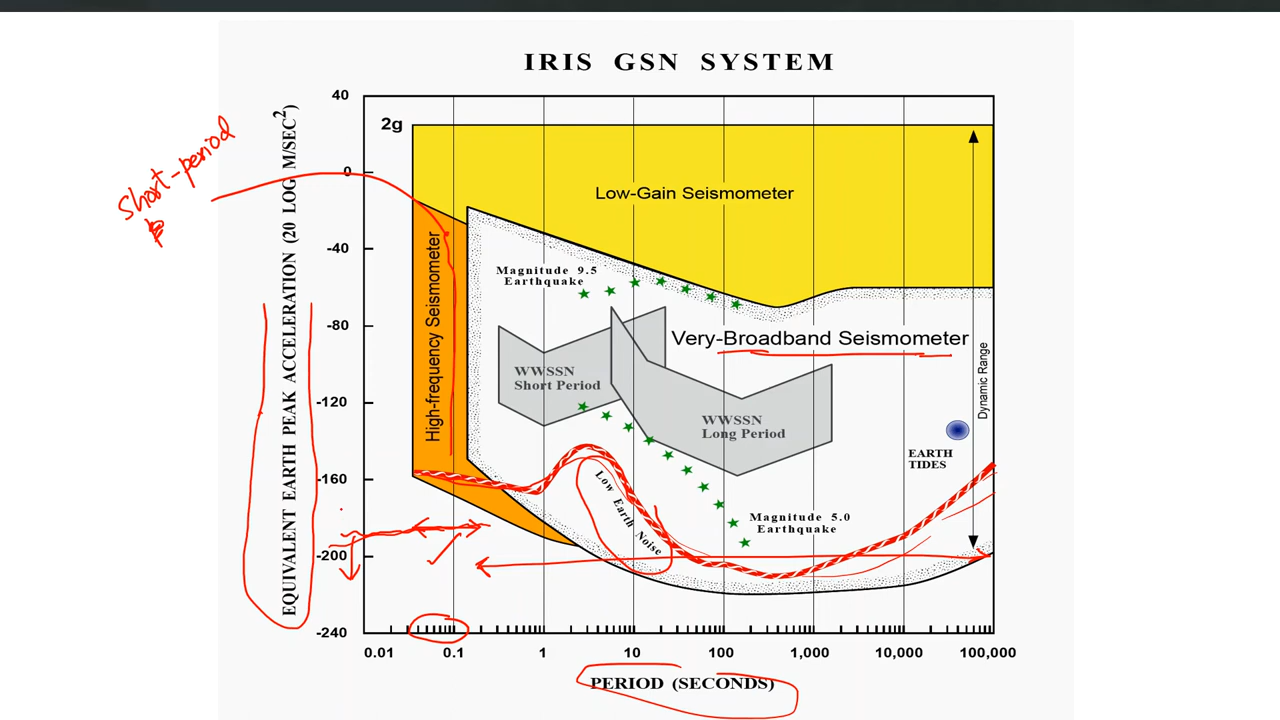 IRIS GSN SYSTEM
EQUIVALENT EARTH PEAK ACCELERATION (20 LOG M/SEC²)
40
0
-40
-80
-120
-160
-200
-240
2g
Short-period
Low-Gain Seismometer
High-frequency Seismometer
Magnitude 9.5
Earthquake
Very-Broadband Seismometer
WWSSN
Short Period
WWSSN
Long Period
Dynamic Range
EARTH
TIDES
Low Earth Noise
Magnitude 5.0
Earthquake
0.01 0.1 1 10 100 1,000 10,000 100,000
PERIOD (SECONDS)